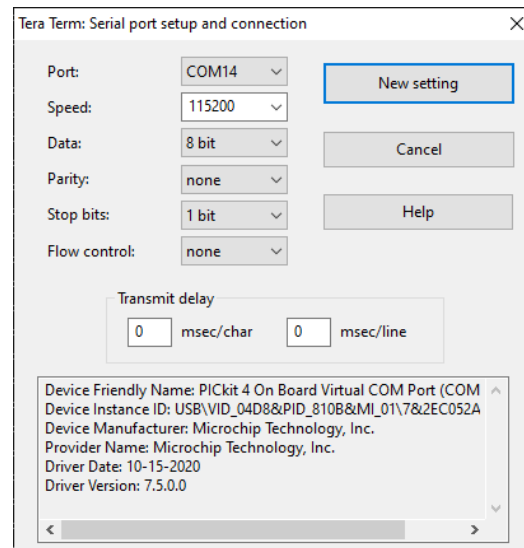 Tera Term: Serial port setup and connection
Port: COM14
New setting
Speed: 115200
Data: 8 bit
Cancel
Parity: none
Stop bits: 1 bit
Help
Flow control: none
Transmit delay
0 msec/char 0 msec/line
Device Friendly Name: PICkit 4 On Board Virtual COM Port (COM
Device Instance ID: USB\VID_04D8&PID_810B&MI_01\7&2EC052A
Device Manufacturer: Microchip Technology, Inc.
Provider Name: Microchip Technology, Inc.
Driver Date: 10-15-2020
Driver Version: 7.5.0.0